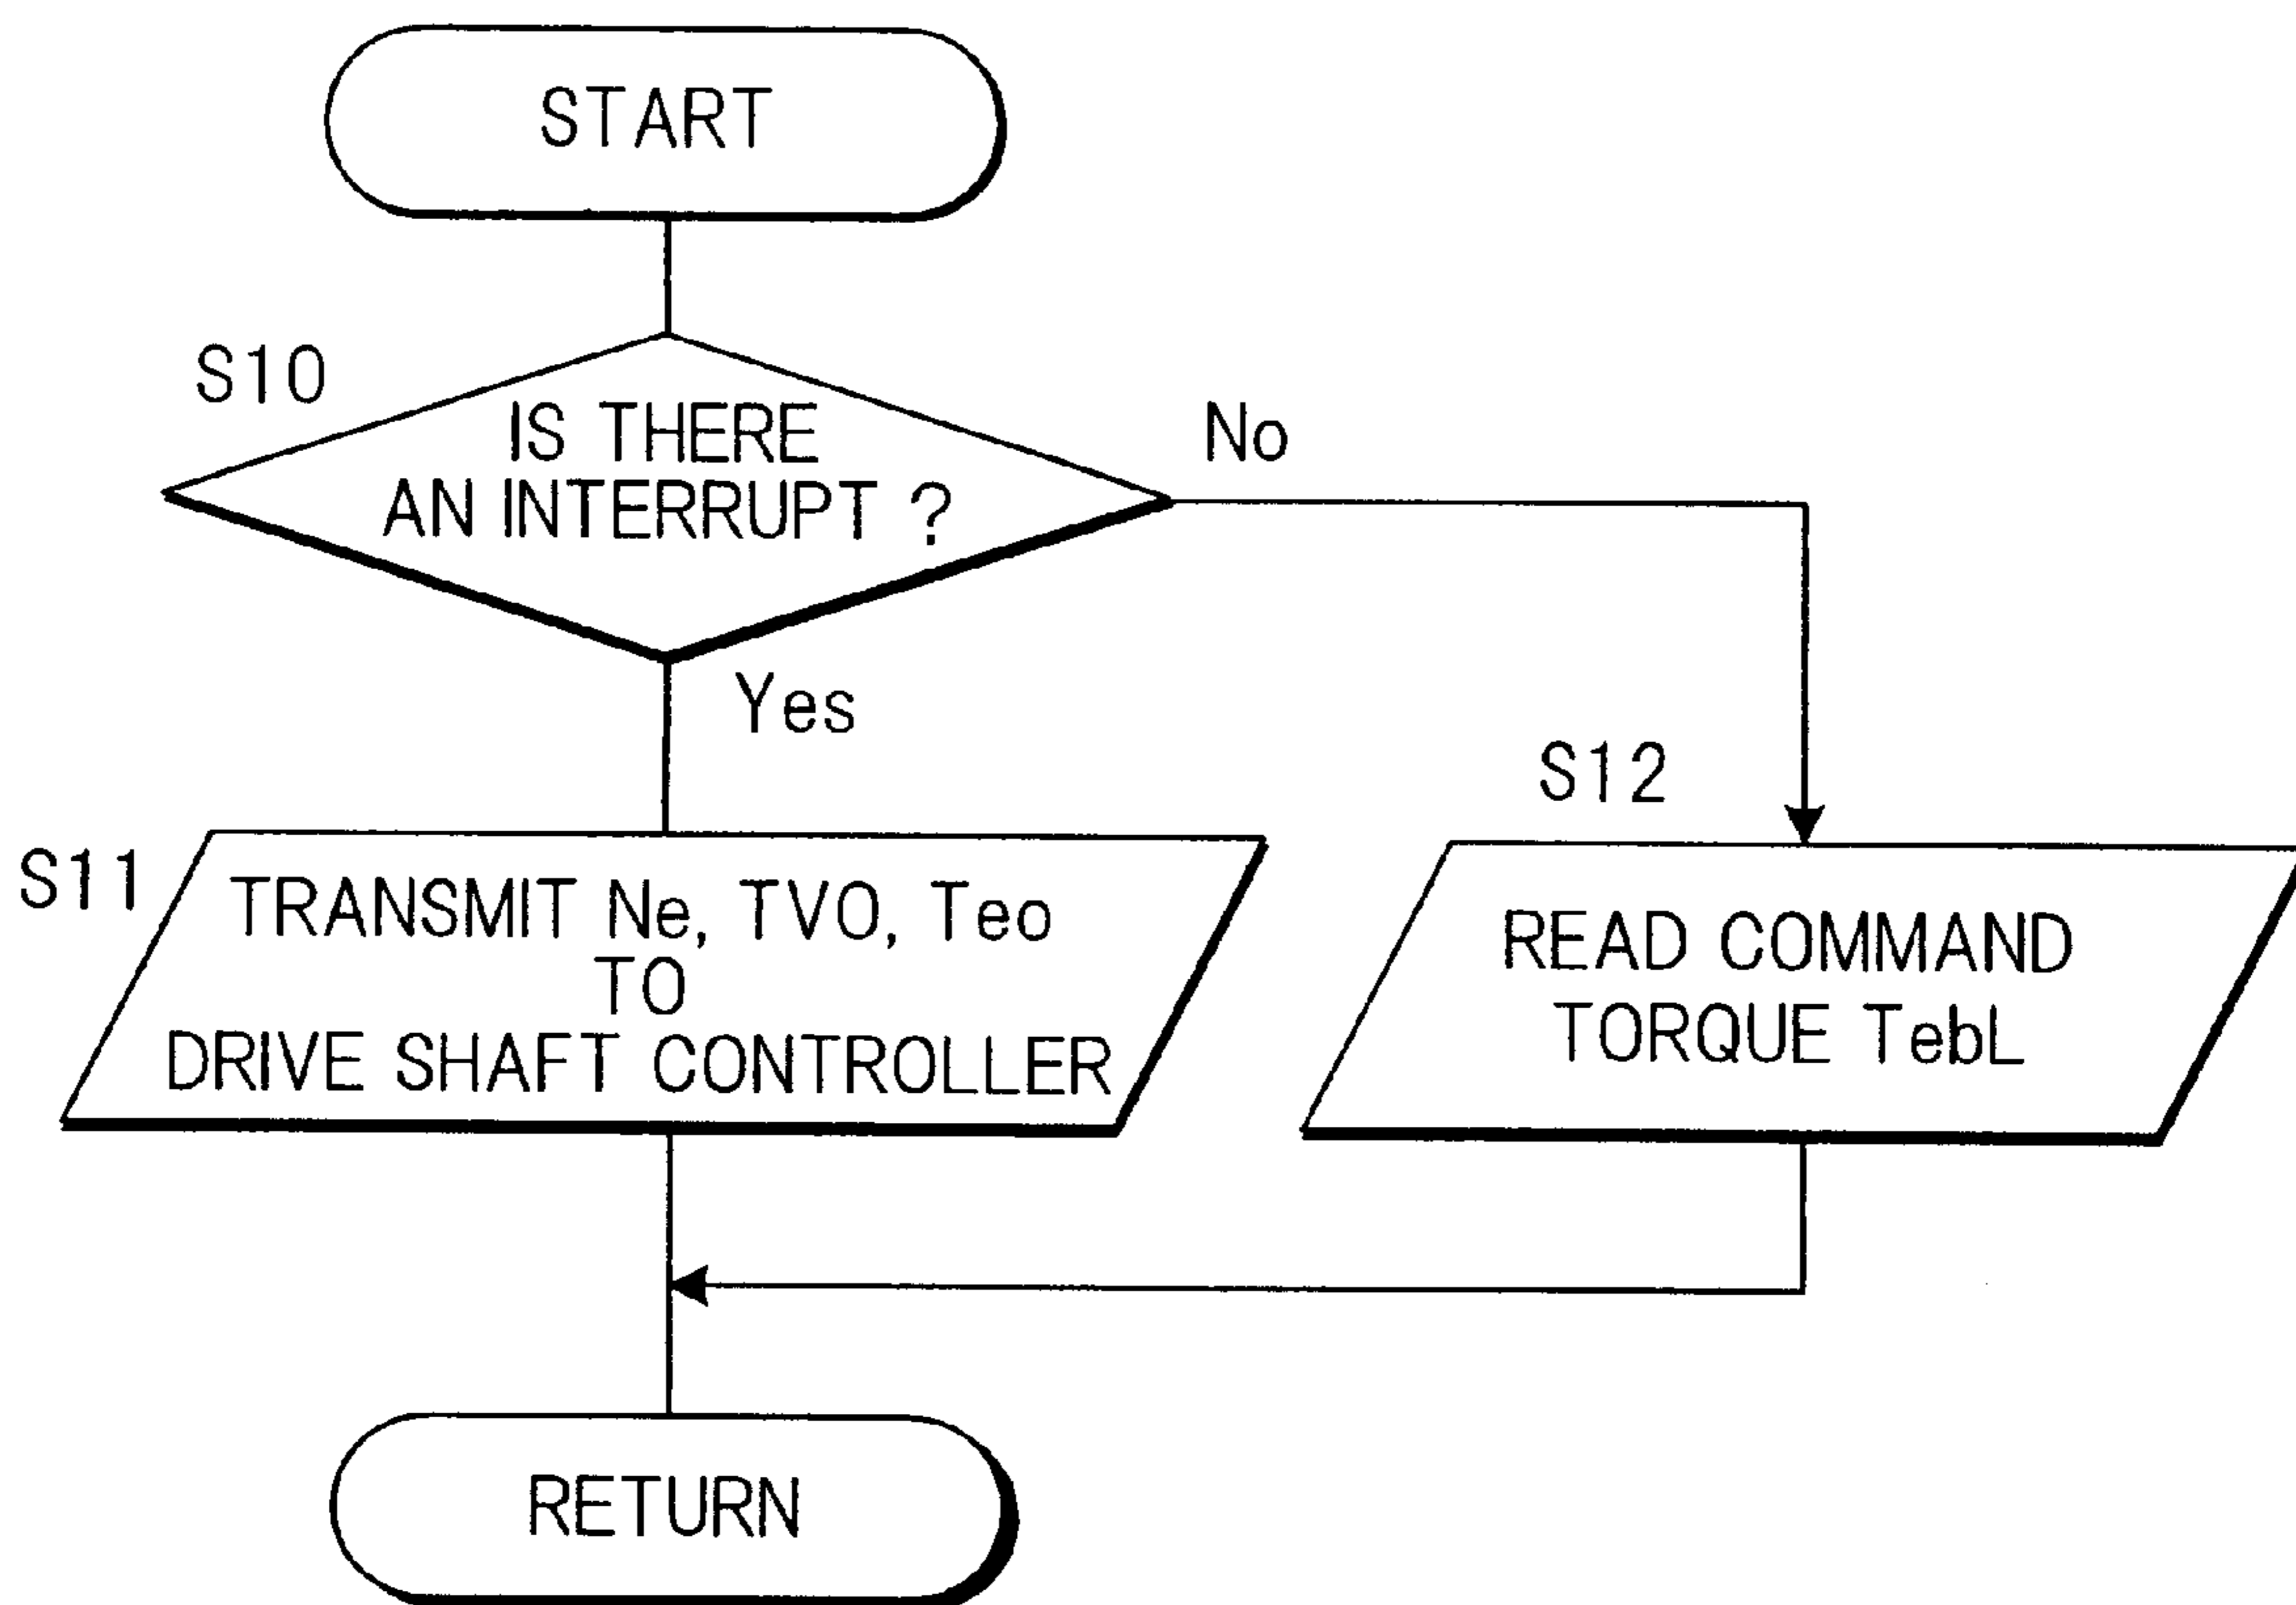 START
S10
IS THERE
AN INTERRUPT ?
No
Yes
S11
TRANSMIT Ne, TVO, Teo
TO
DRIVE SHAFT CONTROLLER
S12
READ COMMAND
TORQUE TebL
RETURN